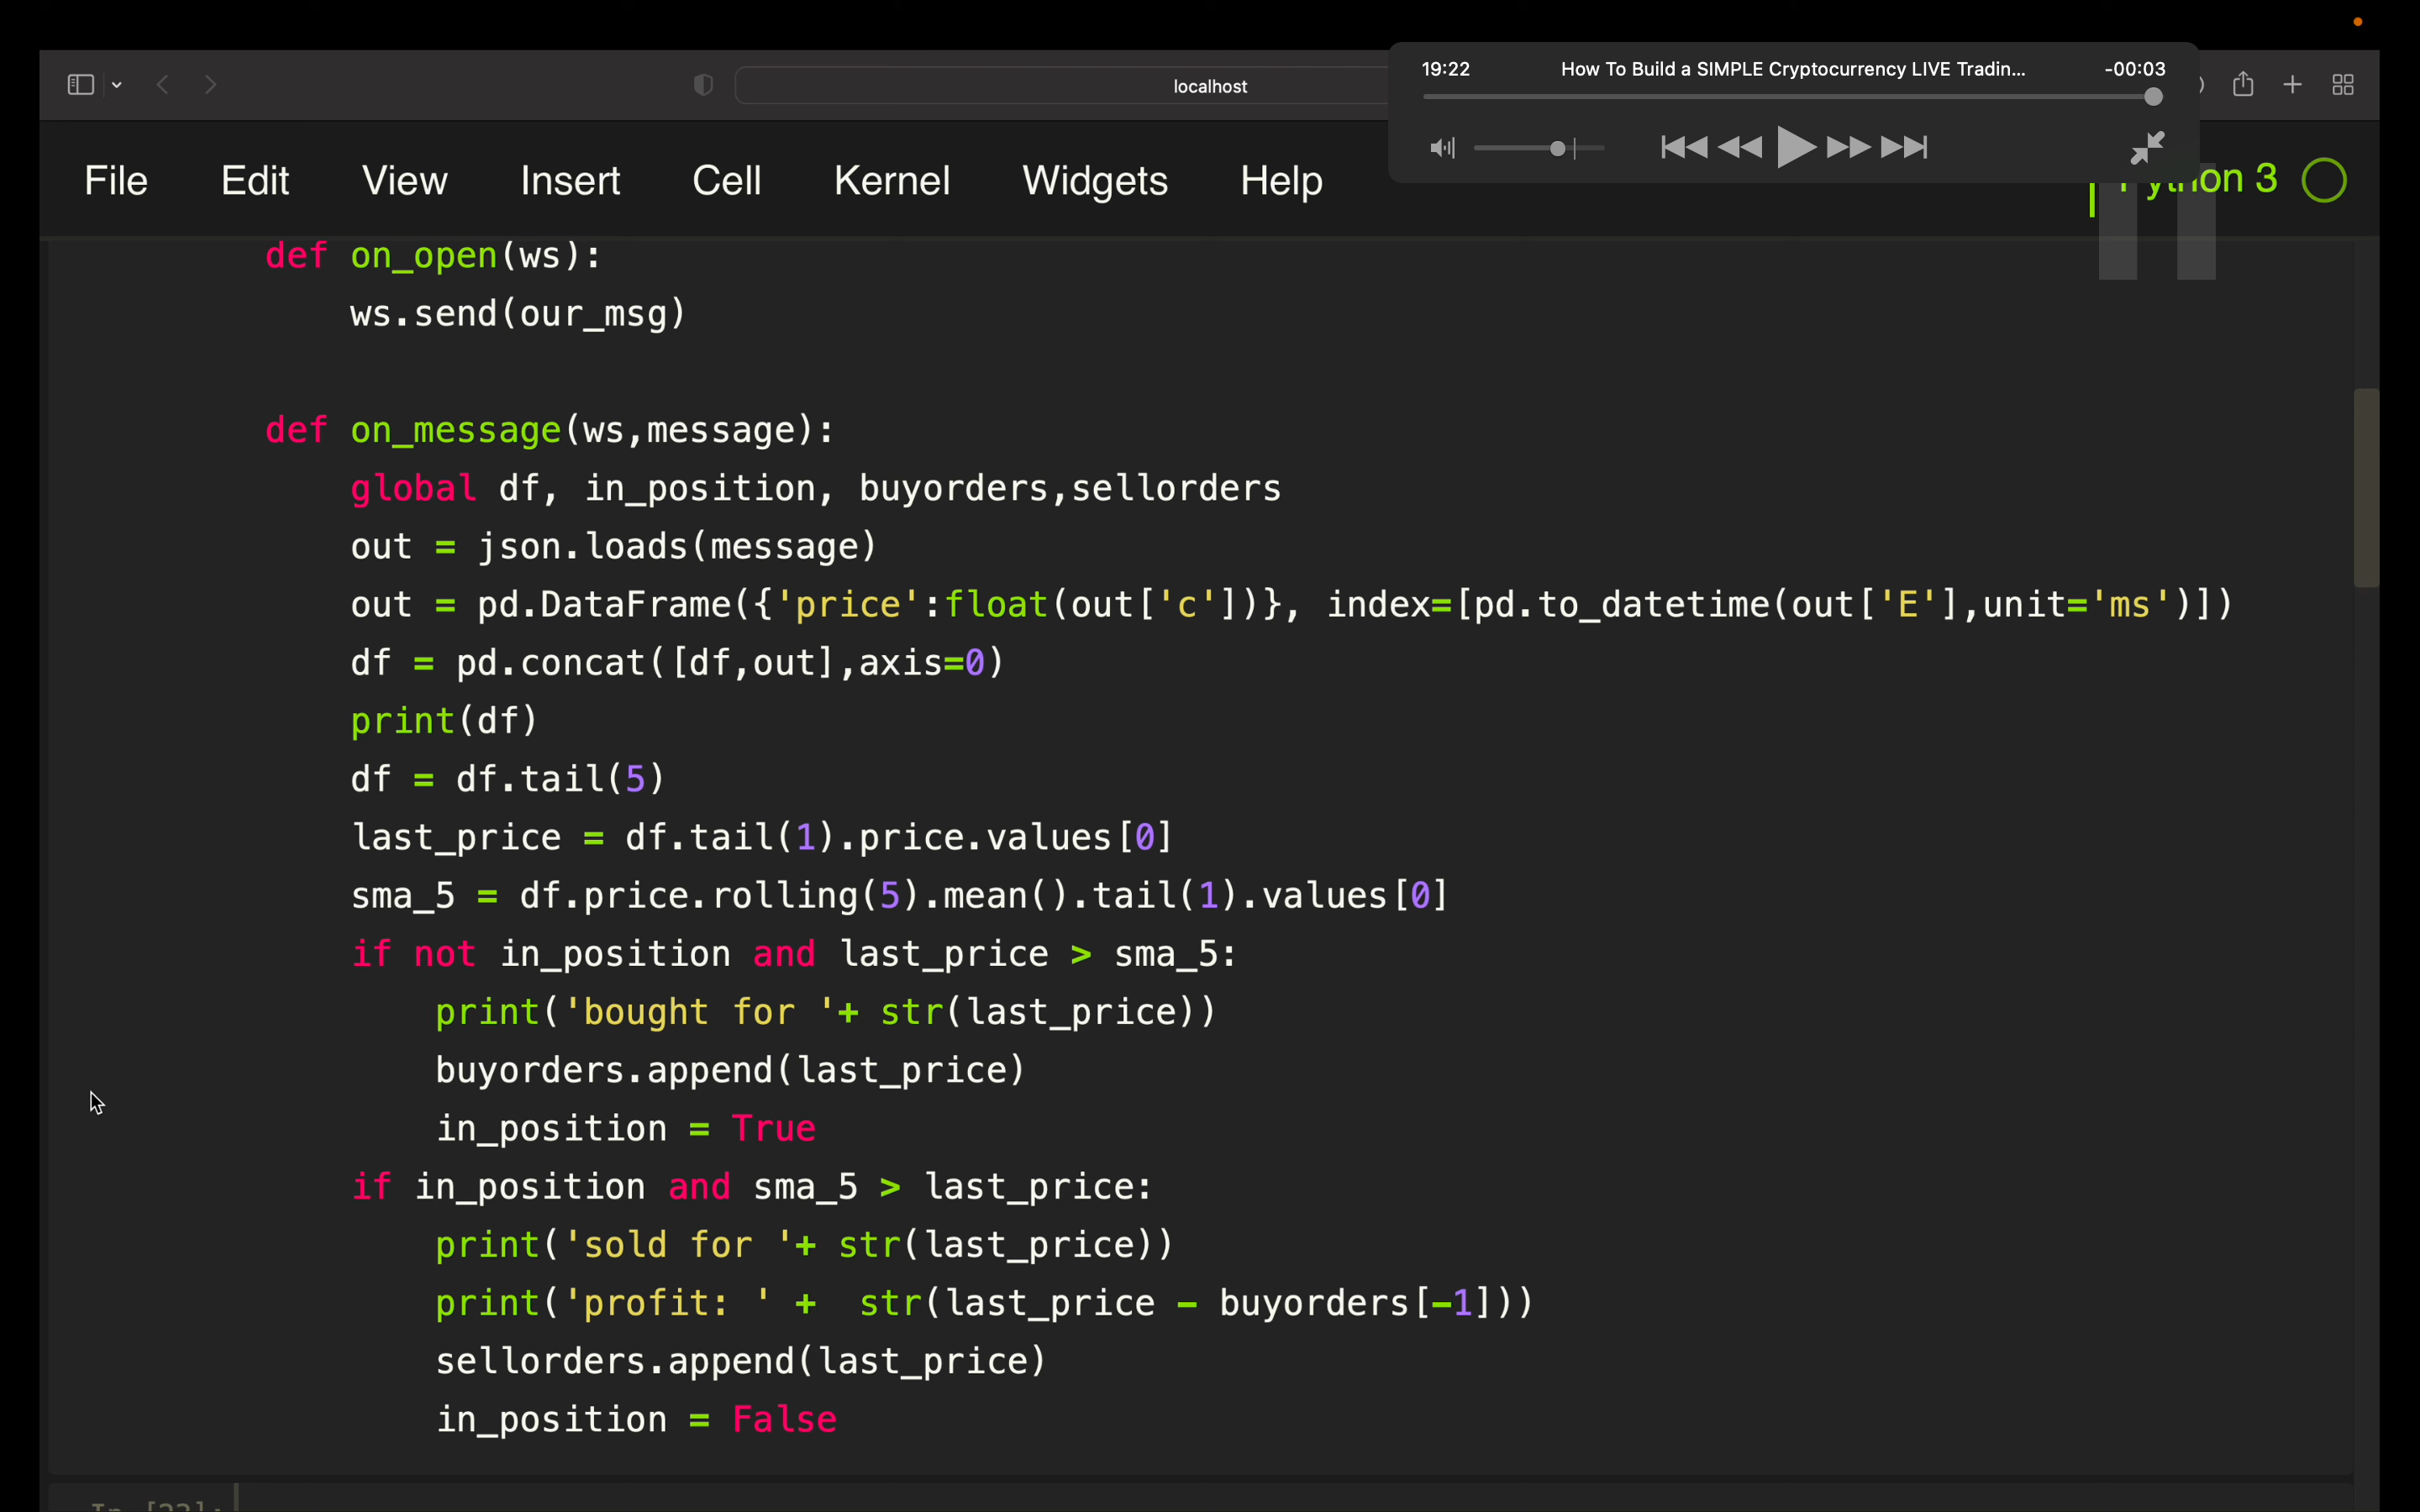 19:22 How To Build a SIMPLE Cryptocurrency LIVE Tradin... -00:03
localhost
File Edit View Insert Cell Kernel Widgets Help Python 3
def on_open(ws):
    ws.send(our_msg)
def on_message(ws,message):
    global df, in_position, buyorders,sellorders
    out = json.loads(message)
    out = pd.DataFrame({'price':float(out['c'])}, index=[pd.to_datetime(out['E'],unit='ms')])
    df = pd.concat([df,out],axis=0)
    print(df)
    df = df.tail(5)
    last_price = df.tail(1).price.values[0]
    sma_5 = df.price.rolling(5).mean().tail(1).values[0]
    if not in_position and last_price > sma_5:
        print('bought for '+ str(last_price))
        buyorders.append(last_price)
        in_position = True
    if in_position and sma_5 > last_price:
        print('sold for '+ str(last_price))
        print('profit: ' +  str(last_price - buyorders[-1]))
        sellorders.append(last_price)
        in_position = False